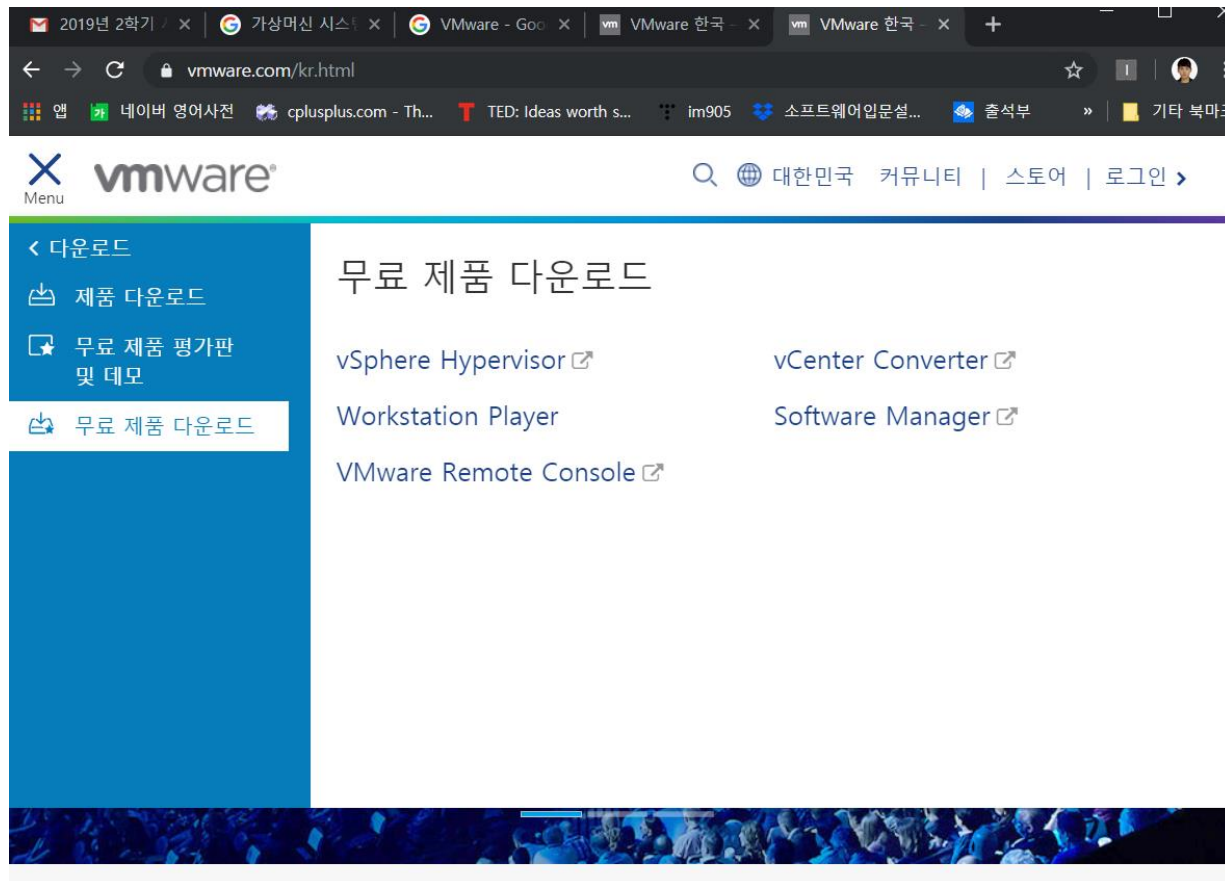 2019년 2학기
가상머신 시스
VMware - Goo
VMware 한국 -
VMware 한국 -
vmware.com/kr.html
앱 네이버 영어사전 cplusplus.com - Th... TED: Ideas worth s... im905 소프트웨어입문설... 출석부 » 기타 북마
Menu
vmware®
대한민국 커뮤니티 | 스토어 | 로그인
다운로드
제품 다운로드
무료 제품 평가판
및 데모
무료 제품 다운로드
무료 제품 다운로드
vSphere Hypervisor
vCenter Converter
Workstation Player
Software Manager
VMware Remote Console